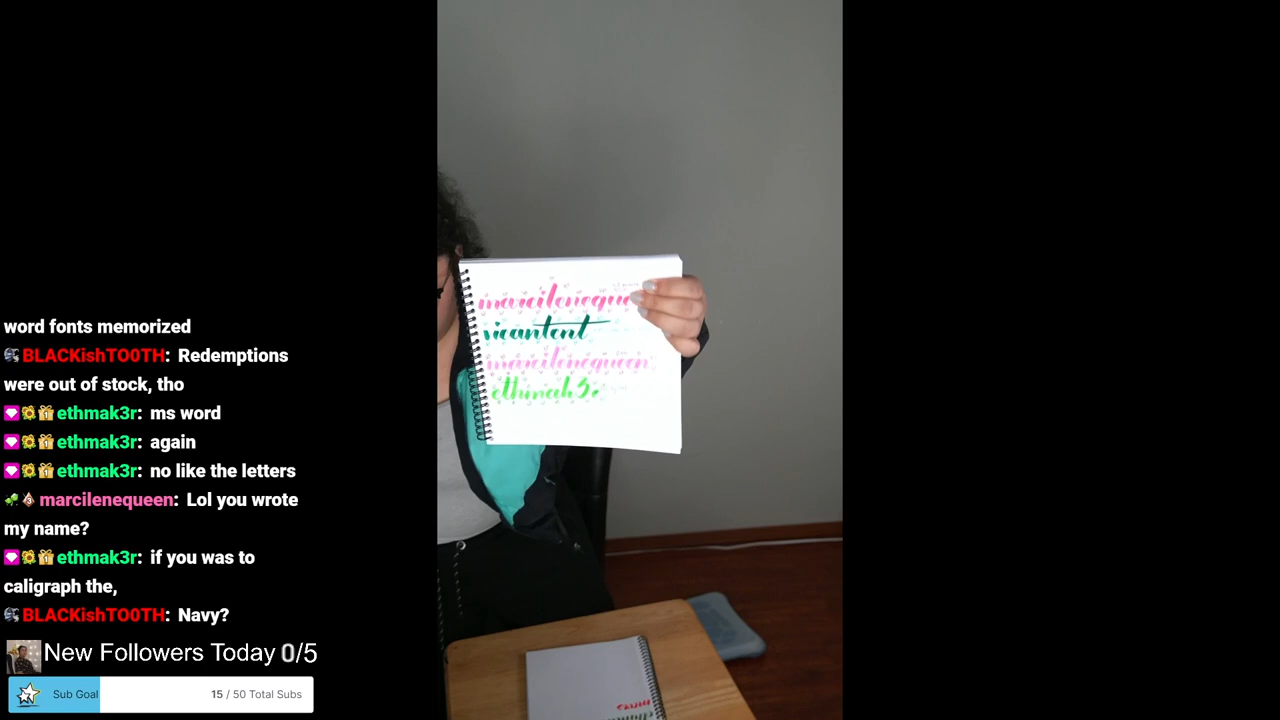 word fonts memorized
BLACKishTO0TH: Redemptions
were out of stock, tho
ethmak3r: ms word
ethmak3r: again
ethmak3r: no like the letters
marcilenequeen: Lol you wrote
my name?
ethmak3r: if you was to
caligraph the,
BLACKishTO0TH: Navy?
New Followers Today 0/5
Sub Goal 15 / 50 Total Subs
marcileneque
vicantent
marcilenequeen
ethmak3r